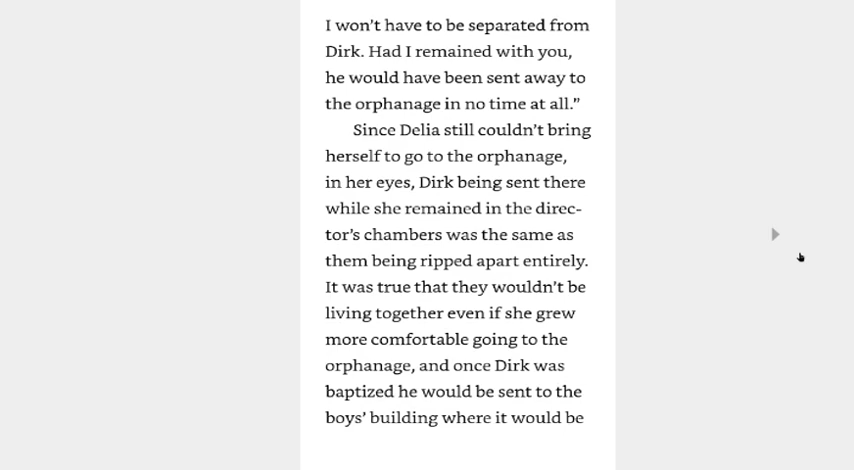 I won’t have to be separated from
Dirk. Had I remained with you,
he would have been sent away to
the orphanage in no time at all.”
Since Delia still couldn’t bring
herself to go to the orphanage,
in her eyes, Dirk being sent there
while she remained in the direc-
tor’s chambers was the same as
them being ripped apart entirely.
It was true that they wouldn’t be
living together even if she grew
more comfortable going to the
orphanage, and once Dirk was
baptized he would be sent to the
boys’ building where it would be